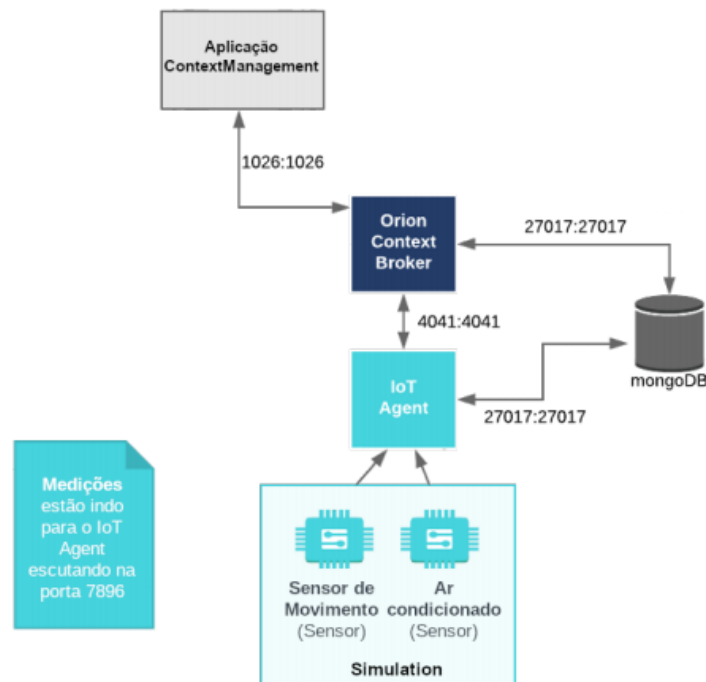 Aplicação
ContextManagement
1026:1026
Orion
Context
Broker
27017:27017
4041:4041
mongoDB
IoT
Agent
27017:27017
Medições
estão indo
para o IoT
Agent
escutando na
porta 7896
Sensor de
Movimento
(Sensor)
Ar
condicionado
(Sensor)
Simulation